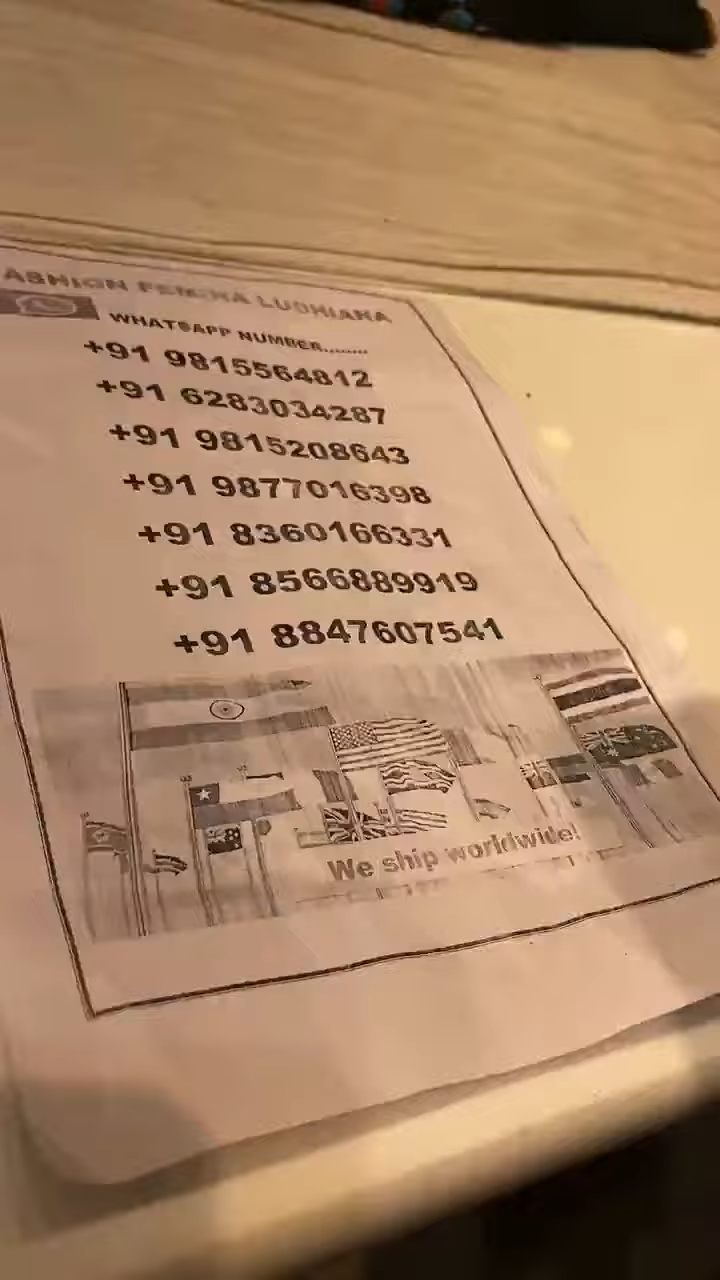 ASHION FEMINA LUDHIANA
WHATSAPP NUMBER........
+91 9815564812
+91 6283034287
+91 9815208643
+91 9877016398
+91 8360166331
+91 8566889919
+91 8847607541
We ship worldwide!